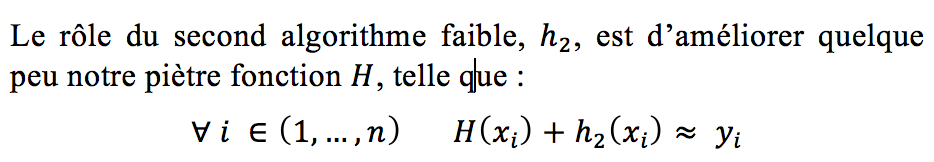 Le rôle du second algorithme faible, h₂, est d’améliorer quelque
peu notre piètre fonction H, telle que :
∀ i ∈ (1, … , n) H(xᵢ) + h₂(xᵢ) ≈ yᵢ